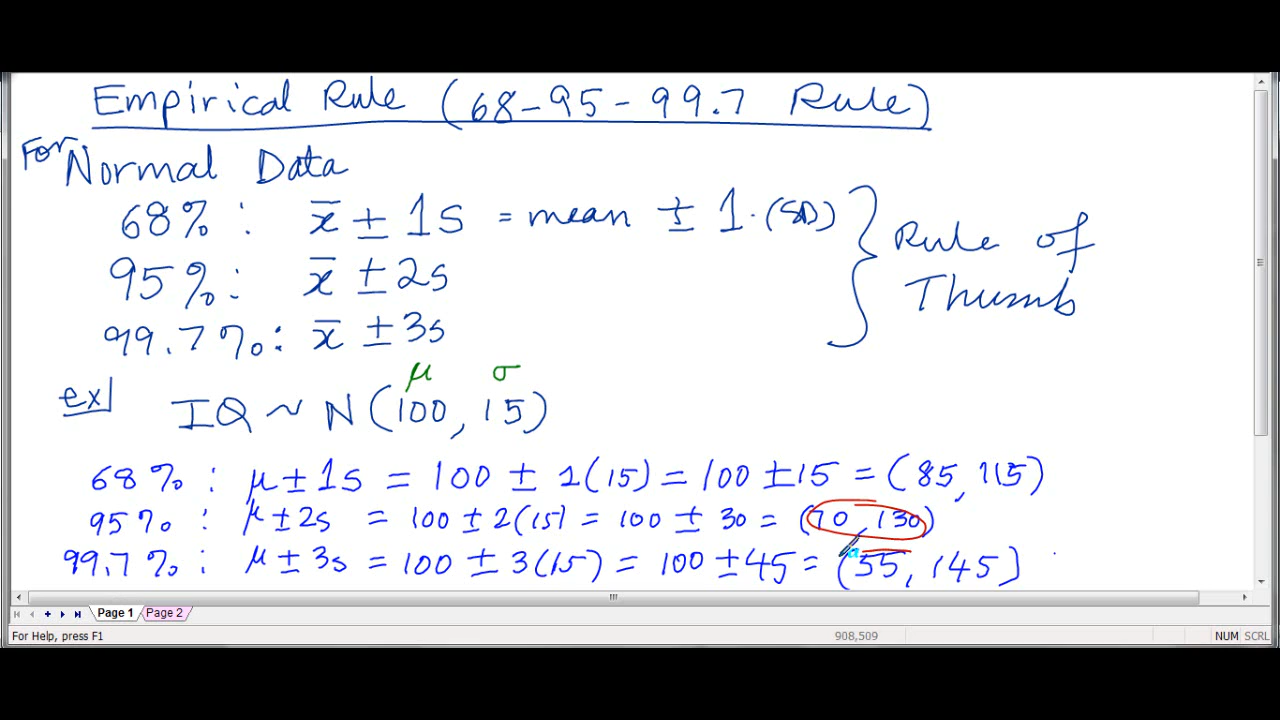 Empirical Rule (68-95-99.7 Rule)
For Normal Data
68% : x̄ ± 1s = mean ± 1·(SD)
95% : x̄ ± 2s
99.7% : x̄ ± 3s
Rule of
Thumb
μ σ
ex) IQ ~ N(100, 15)
68% : μ ± 1s = 100 ± 1(15) = 100 ± 15 = (85, 115)
95% : μ ± 2s = 100 ± 2(15) = 100 ± 30 = (70, 130)
99.7% : μ ± 3s = 100 ± 3(15) = 100 ± 45 = (55, 145)
Page 1 Page 2
For Help, press F1 908,509 NUM SCRL